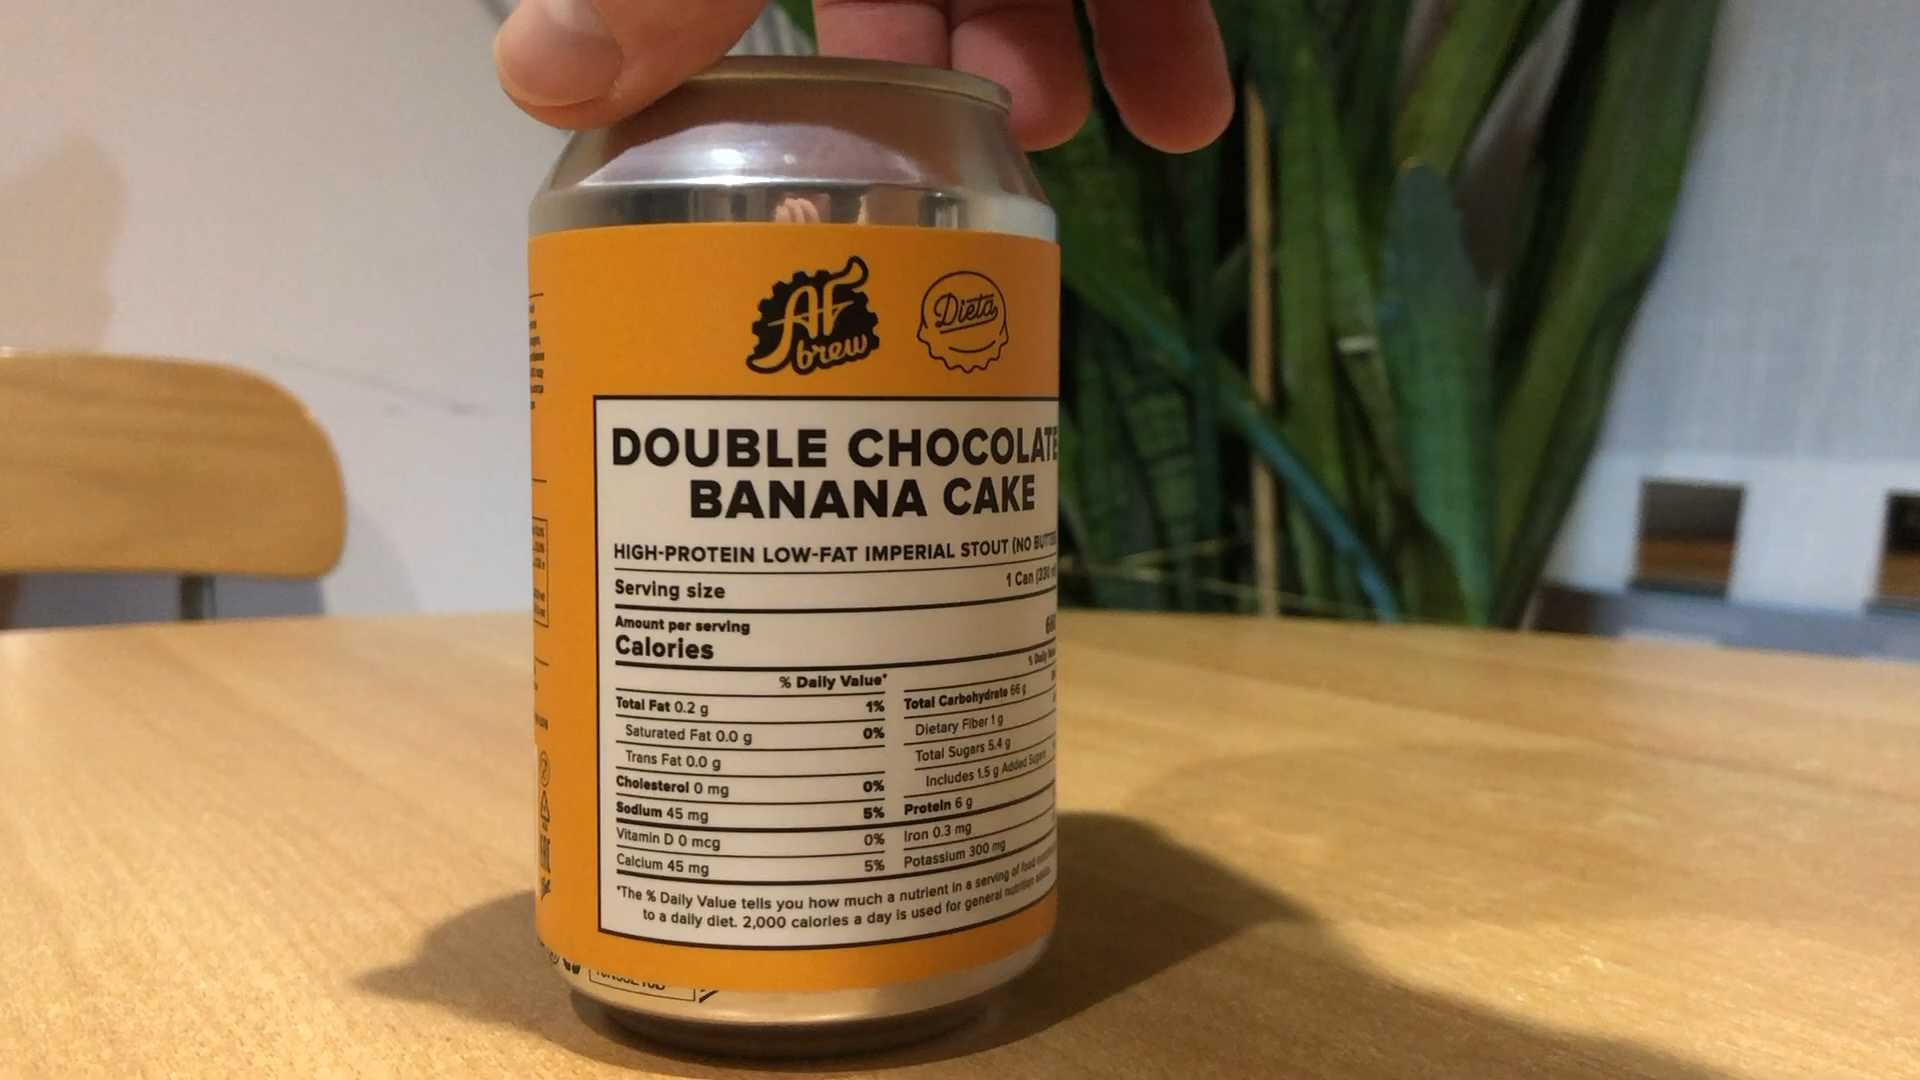 AF
brew
Dieta
DOUBLE CHOCOLATE
BANANA CAKE
HIGH-PROTEIN LOW-FAT IMPERIAL STOUT (NO
Serving size
1 Can (330
Amount per serving
Calories
% Daily Value*
% Daily
Total Fat 0.2 g 1%
Saturated Fat 0.0 g 0%
Trans Fat 0.0 g
Cholesterol 0 mg 0%
Sodium 45 mg 5%
Vitamin D 0 mcg 0%
Calcium 45 mg 5%
Total Carbohydrate 66 g
Dietary Fiber 1 g
Total Sugars 5.4 g
Includes 1.5 g Added Sugars
Protein 6 g
Iron 0.3 mg
Potassium 300 mg
*The % Daily Value tells you how much a nutrient in a serving of food
to a daily diet. 2,000 calories a day is used for general nutrition
EAC